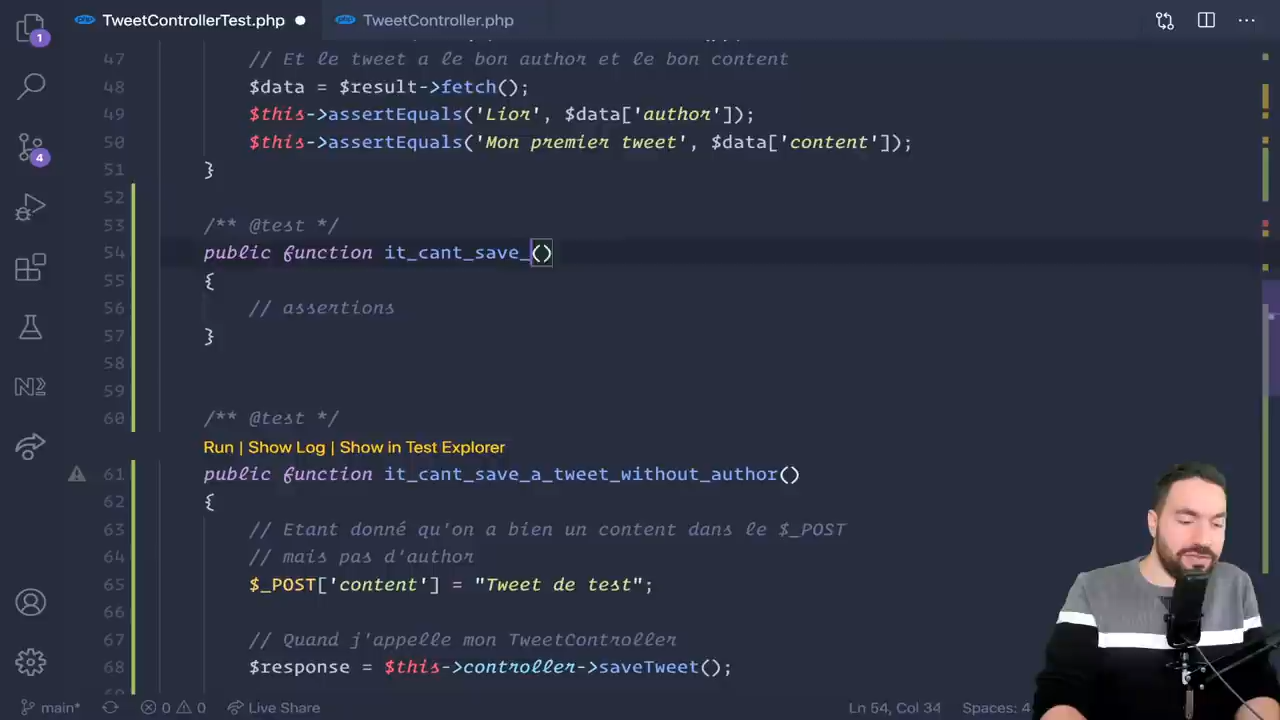 TweetControllerTest.php
TweetController.php
1
4
47 // Et le tweet a le bon author et le bon content
48 $data = $result->fetch();
49 $this->assertEquals('Lior', $data['author']);
50 $this->assertEquals('Mon premier tweet', $data['content']);
51 }
52
53 /** @test */
54 public function it_cant_save_()
55 {
56 // assertions
57 }
58
59
60 /** @test */
Run | Show Log | Show in Test Explorer
61 public function it_cant_save_a_tweet_without_author()
62 {
63 // Etant donné qu'on a bien un content dans le $_POST
64 // mais pas d'author
65 $_POST['content'] = "Tweet de test";
66
67 // Quand j'appelle mon TweetController
68 $response = $this->controller->saveTweet();
main* 0 0 Live Share Ln 54, Col 34 Spaces: 4